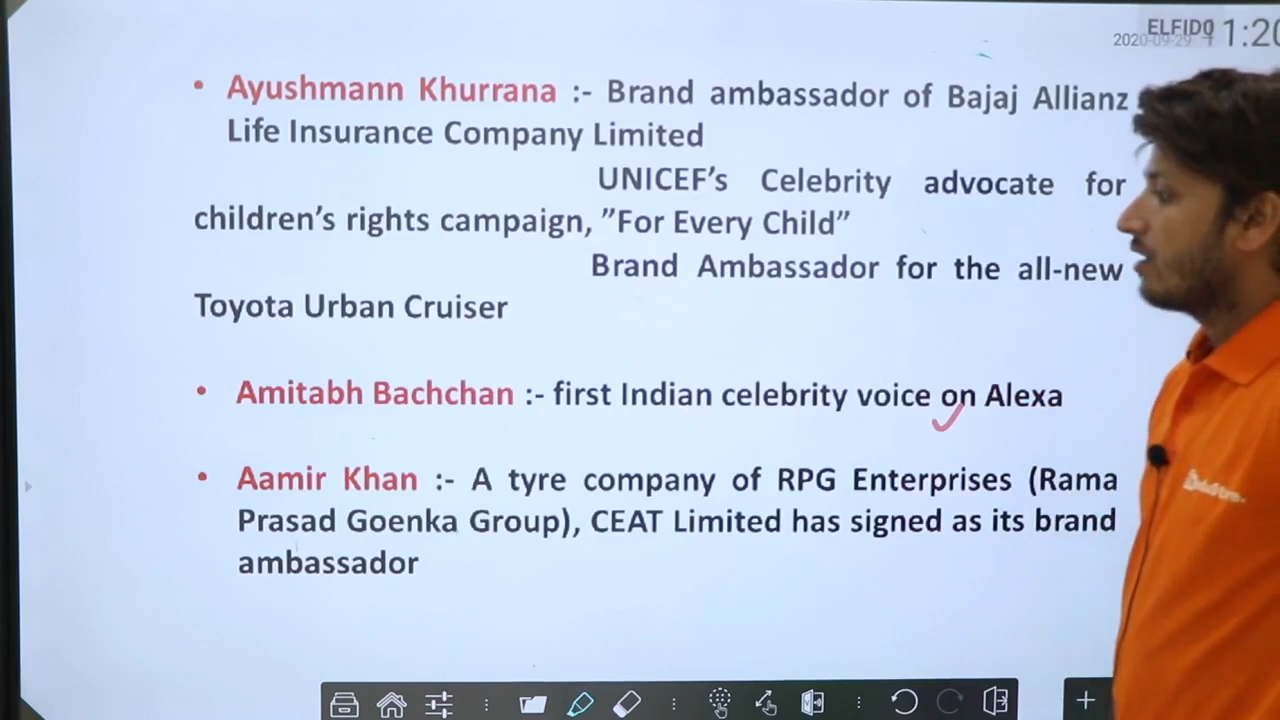 ELFIDO
2020-09-29 1:20
• Ayushmann Khurrana :- Brand ambassador of Bajaj Allianz
Life Insurance Company Limited
UNICEF’s Celebrity advocate for
children’s rights campaign, ”For Every Child”
Brand Ambassador for the all-new
Toyota Urban Cruiser
• Amitabh Bachchan :- first Indian celebrity voice on Alexa
• Aamir Khan :- A tyre company of RPG Enterprises (Rama
Prasad Goenka Group), CEAT Limited has signed as its brand
ambassador